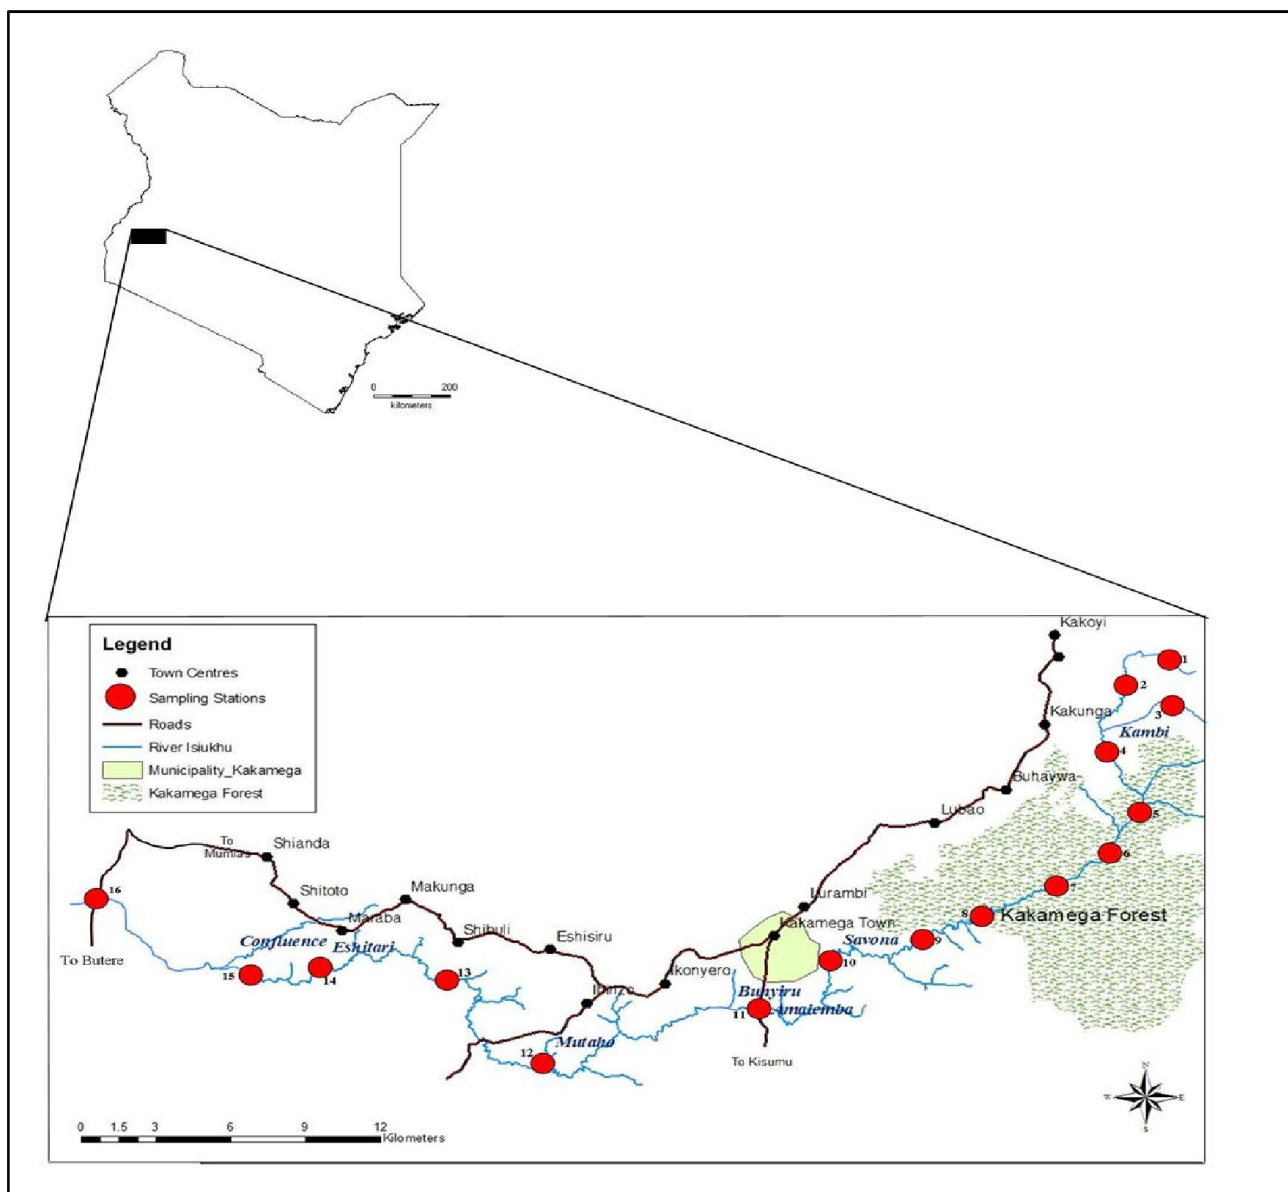 0 200
kilometers
Legend
Town Centres
Sampling Stations
Roads
River Isiukhu
Municipality_Kakamega
Kakamega Forest
Kakoyi
1
2
3
Kakunga
Kambi
4
Buhaywa
5
Lubao
6
7
To
Mumias
Shianda
16
Shitoto
Makunga
Lurambi
8
Kakamega Forest
Maraba
Kakamega Town
Confluence
Eshitari
Shibuli
Eshisiru
Savona
9
To Butere
10
15
14
13
Ikonyero
Bunyiru
11
Amalemba
12
To Kisumu
N
W E
S
0 1.5 3 6 9 12
Kilometers